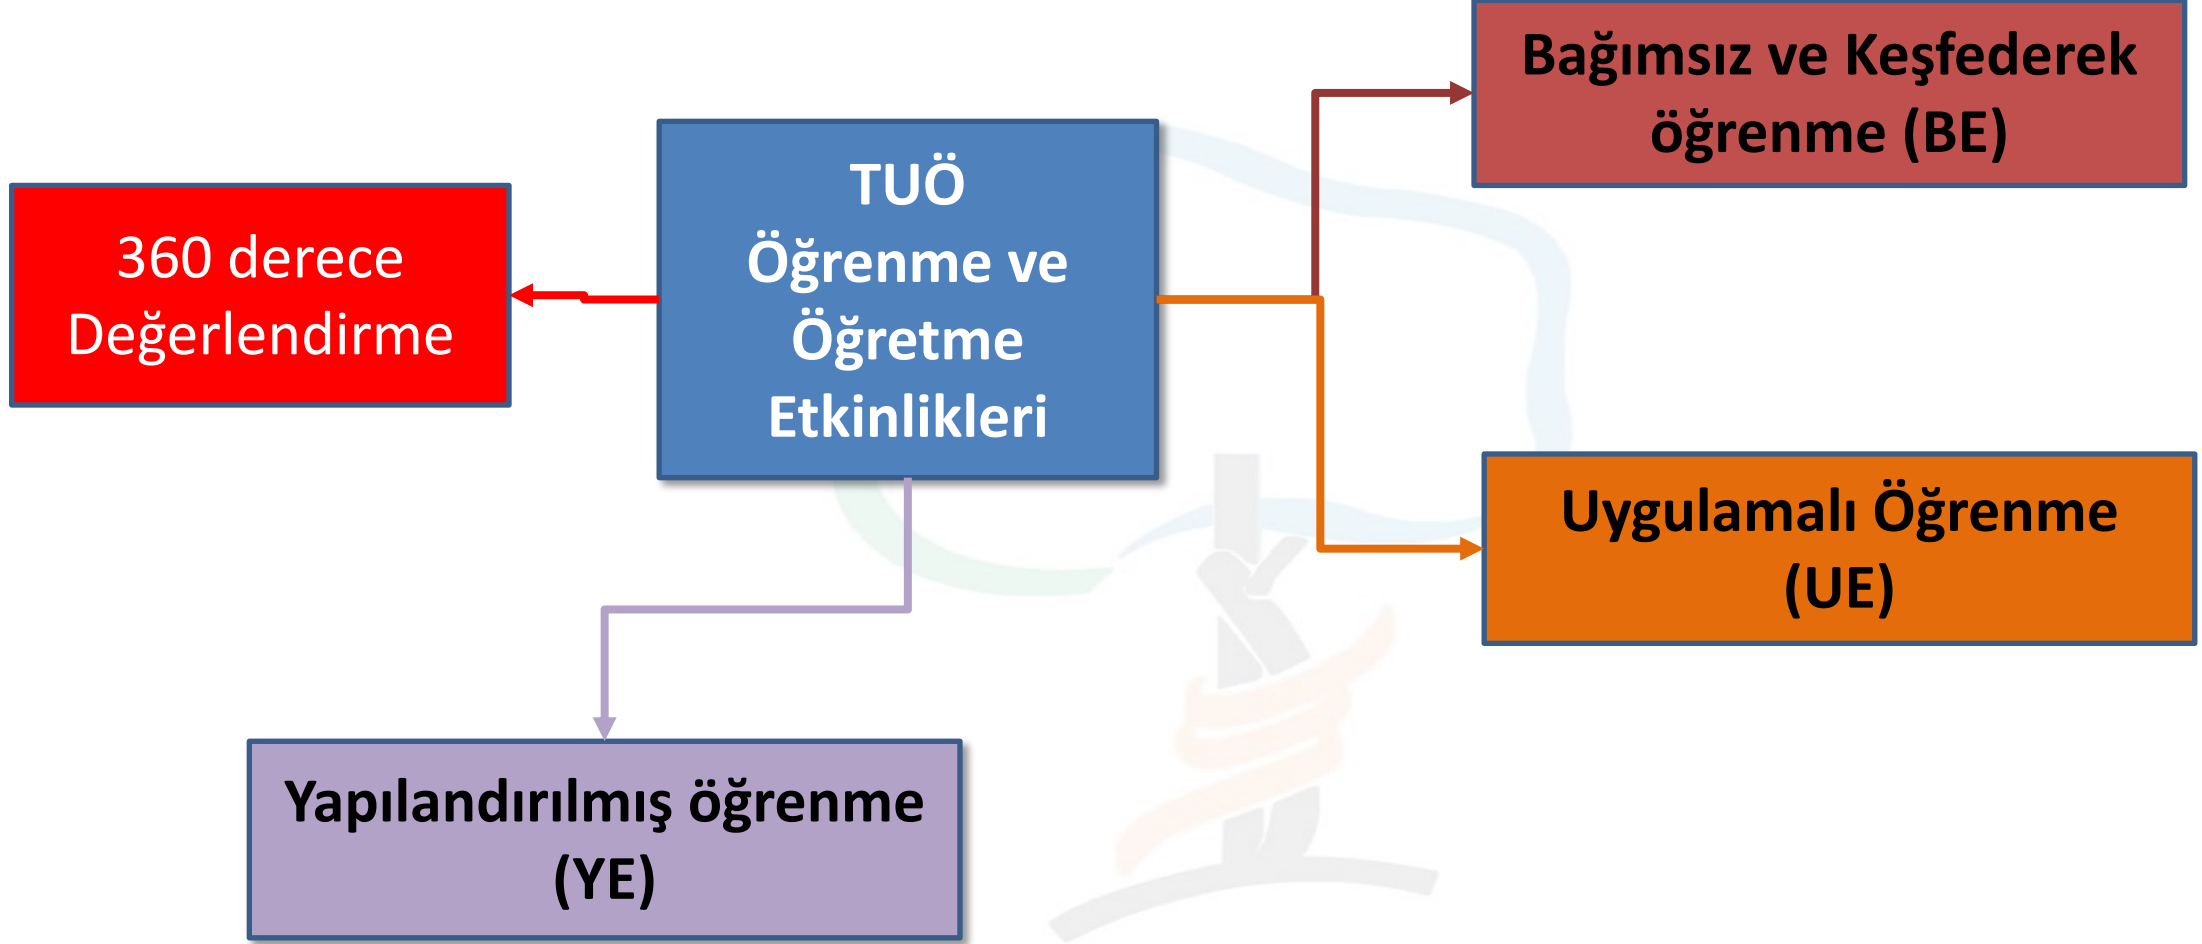 Bağımsız ve Keşfederek
öğrenme (BE)
TUÖ
Öğrenme ve
Öğretme
Etkinlikleri
360 derece
Değerlendirme
Uygulamalı Öğrenme
(UE)
Yapılandırılmış öğrenme
(YE)